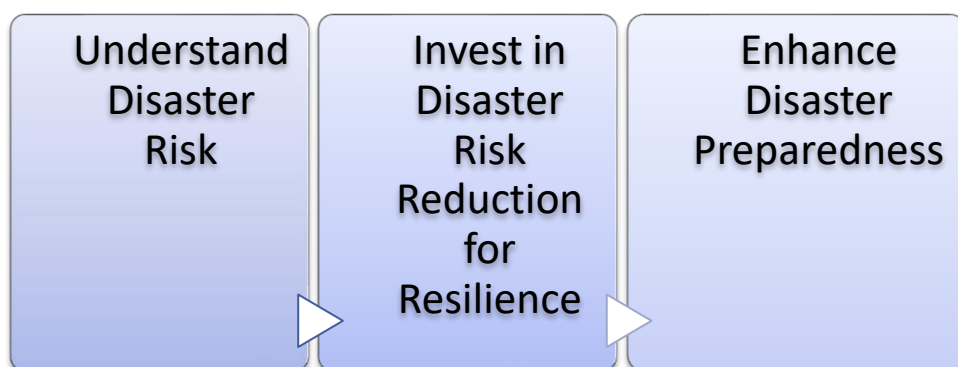 Understand
Disaster
Risk
Invest in
Disaster
Risk
Reduction
for
Resilience
Enhance
Disaster
Preparedness